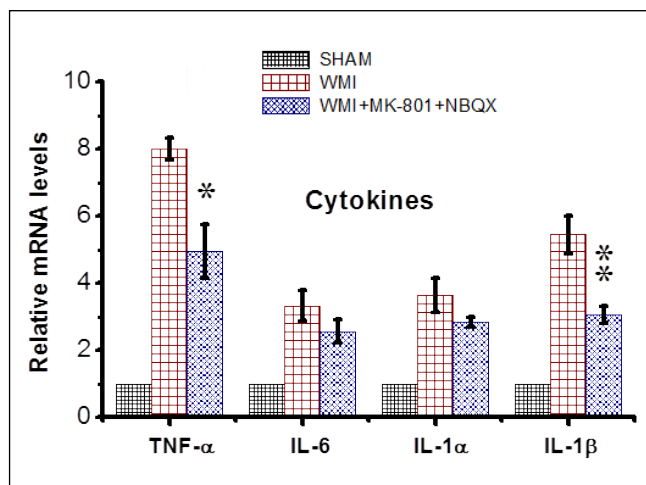 SHAM
WMI
WMI+MK-801+NBQX
Cytokines
Relative mRNA levels
10
8
6
4
2
0
*
**
TNF-α IL-6 IL-1α IL-1β